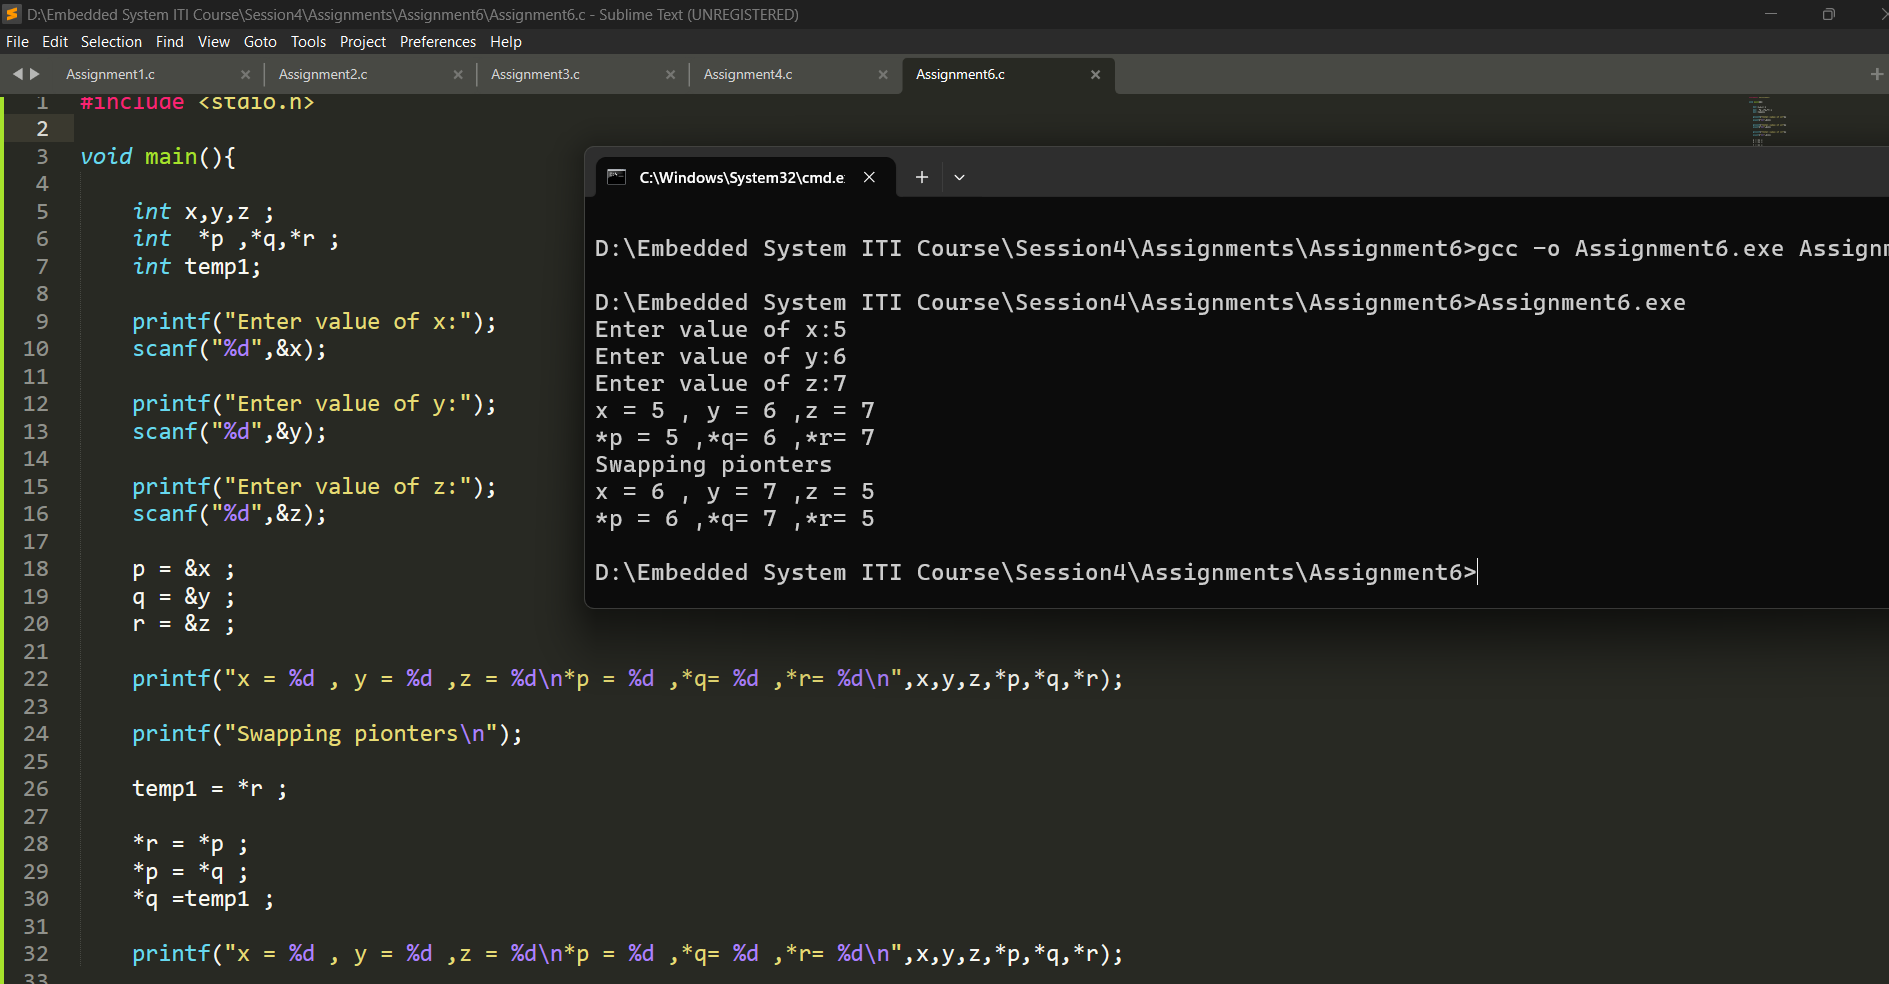 D:\Embedded System ITI Course\Session4\Assignments\Assignment6\Assignment6.c - Sublime Text (UNREGISTERED)
File Edit Selection Find View Goto Tools Project Preferences Help
Assignment1.c Assignment2.c Assignment3.c Assignment4.c Assignment6.c
1 #include <stdio.h>
2
3 void main(){
4
5 int x,y,z ;
6 int  *p ,*q,*r ;
7 int temp1;
8
9 printf("Enter value of x:");
10 scanf("%d",&x);
11
12 printf("Enter value of y:");
13 scanf("%d",&y);
14
15 printf("Enter value of z:");
16 scanf("%d",&z);
17
18 p = &x ;
19 q = &y ;
20 r = &z ;
21
22 printf("x = %d , y = %d ,z = %d\n*p = %d ,*q= %d ,*r= %d\n",x,y,z,*p,*q,*r);
23
24 printf("Swapping pionters\n");
25
26 temp1 = *r ;
27
28 *r = *p ;
29 *p = *q ;
30 *q =temp1 ;
31
32 printf("x = %d , y = %d ,z = %d\n*p = %d ,*q= %d ,*r= %d\n",x,y,z,*p,*q,*r);
33
C:\Windows\System32\cmd.e
D:\Embedded System ITI Course\Session4\Assignments\Assignment6>gcc -o Assignment6.exe Assignm
D:\Embedded System ITI Course\Session4\Assignments\Assignment6>Assignment6.exe
Enter value of x:5
Enter value of y:6
Enter value of z:7
x = 5 , y = 6 ,z = 7
*p = 5 ,*q= 6 ,*r= 7
Swapping pionters
x = 6 , y = 7 ,z = 5
*p = 6 ,*q= 7 ,*r= 5
D:\Embedded System ITI Course\Session4\Assignments\Assignment6>